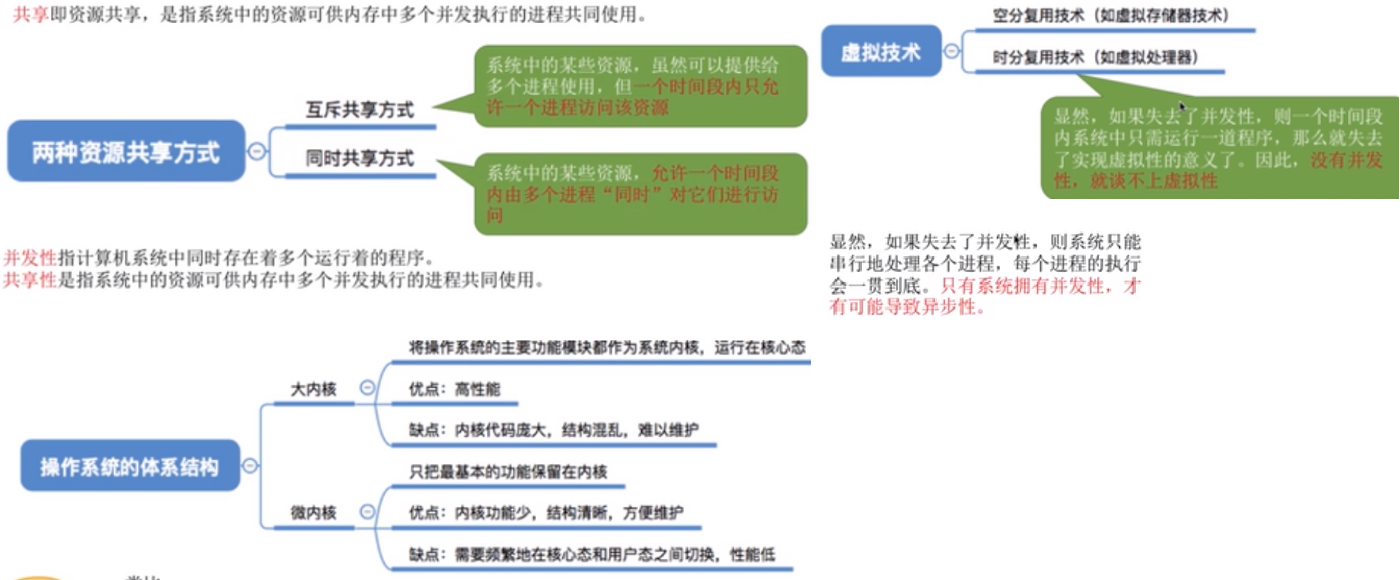 共享即资源共享，是指系统中的资源可供内存中多个并发执行的进程共同使用。
两种资源共享方式
互斥共享方式
系统中的某些资源，虽然可以提供给
多个进程使用，但一个时间段内只允
许一个进程访问该资源
同时共享方式
系统中的某些资源，允许一个时间段
内由多个进程“同时”对它们进行访
问
并发性指计算机系统中同时存在着多个运行着的程序。
共享性是指系统中的资源可供内存中多个并发执行的进程共同使用。
虚拟技术
空分复用技术（如虚拟存储器技术）
时分复用技术（如虚拟处理器）
显然，如果失去了并发性，则一个时间段
内系统中只需运行一道程序，那么就失去
了实现虚拟性的意义了。因此，没有并发
性，就谈不上虚拟性
显然，如果失去了并发性，则系统只能
串行地处理各个进程，每个进程的执行
会一贯到底。只有系统拥有并发性，才
有可能导致异步性。
操作系统的体系结构
大内核
将操作系统的主要功能模块都作为系统内核，运行在核心态
优点：高性能
缺点：内核代码庞大，结构混乱，难以维护
微内核
只把最基本的功能保留在内核
优点：内核功能少，结构清晰，方便维护
缺点：需要频繁地在核心态和用户态之间切换，性能低